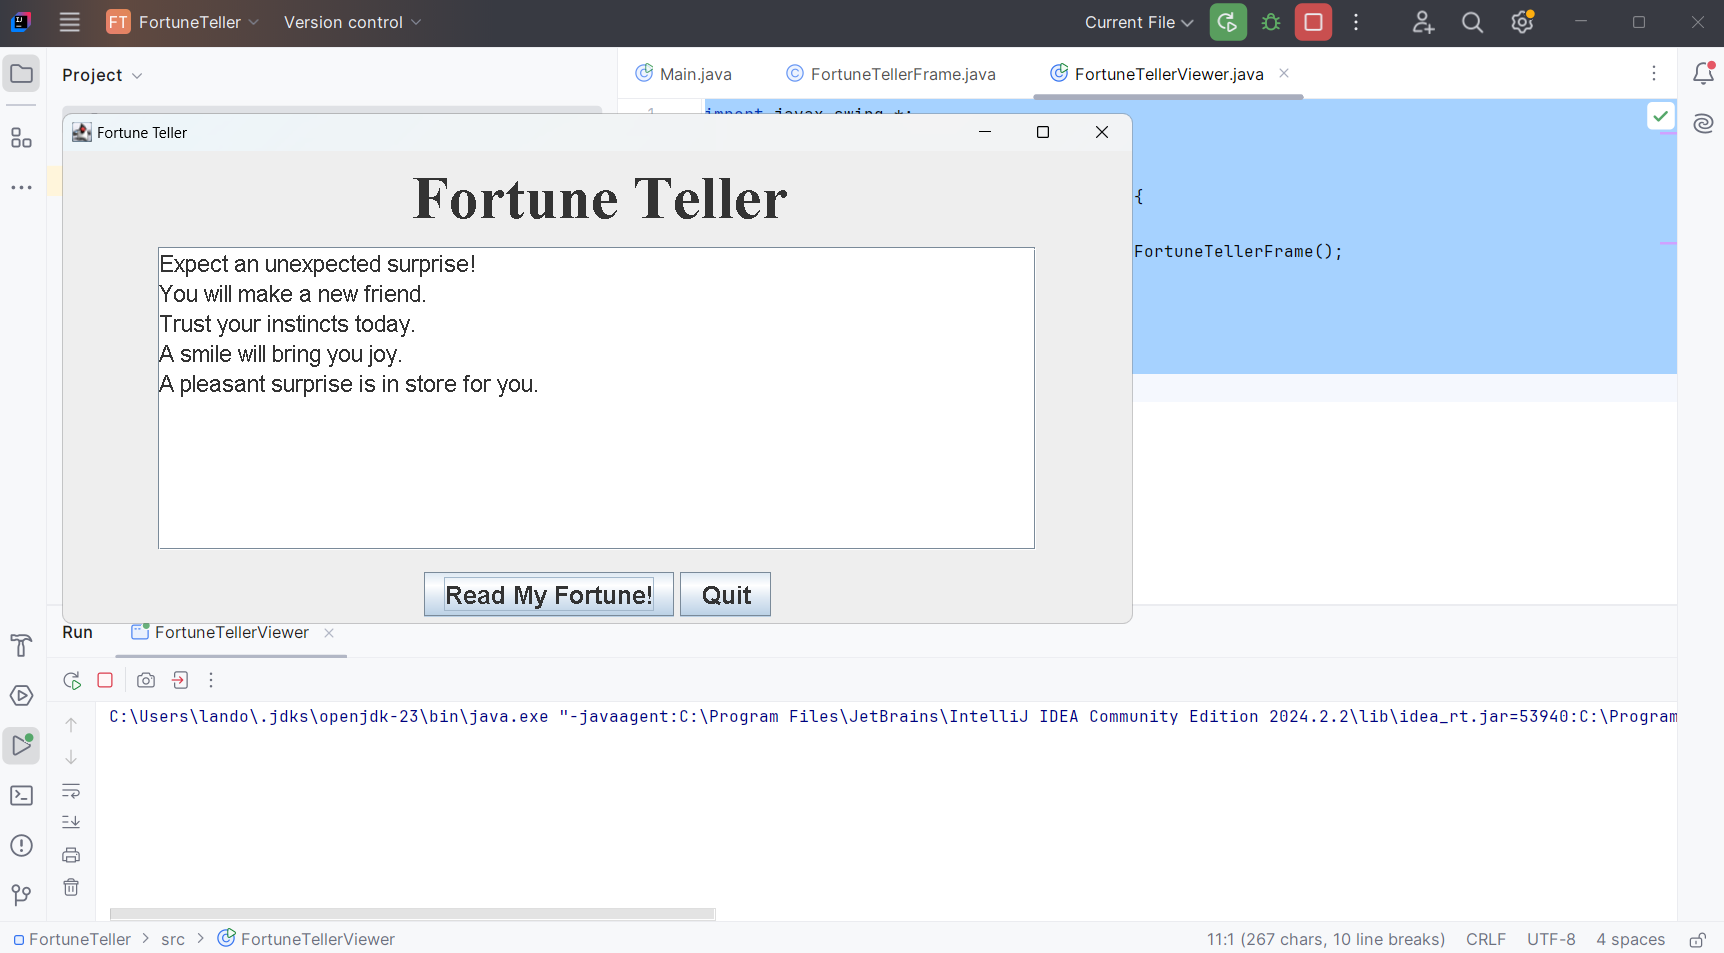 FT FortuneTeller Version control Current File
Project
Main.java FortuneTellerFrame.java FortuneTellerViewer.java
1 import javax.swing.*;
Fortune Teller
{
FortuneTellerFrame();
Fortune Teller
Expect an unexpected surprise!
You will make a new friend.
Trust your instincts today.
A smile will bring you joy.
A pleasant surprise is in store for you.
Read My Fortune! Quit
Run FortuneTellerViewer
C:\Users\lando\.jdks\openjdk-23\bin\java.exe "-javaagent:C:\Program Files\JetBrains\IntelliJ IDEA Community Edition 2024.2.2\lib\idea_rt.jar=53940:C:\Program
FortuneTeller > src > FortuneTellerViewer 11:1 (267 chars, 10 line breaks) CRLF UTF-8 4 spaces